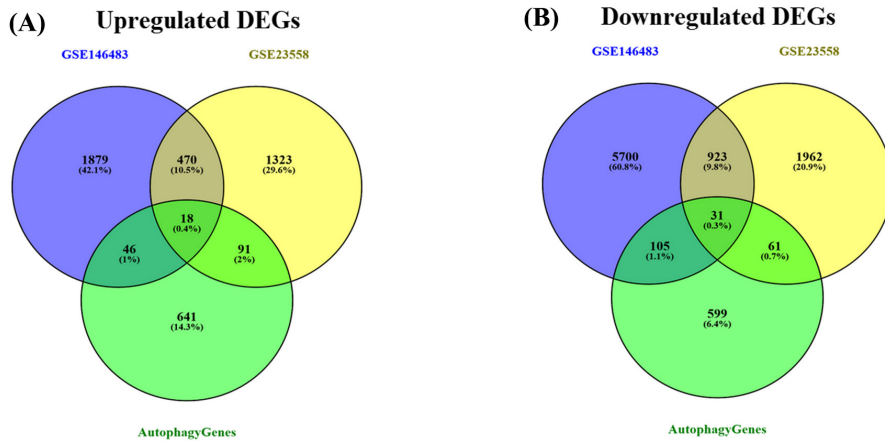 (A)
Upregulated DEGs
GSE146483
GSE23558
1879
(42.1%)
470
(10.5%)
1323
(29.6%)
18
(0.4%)
46
(1%)
91
(2%)
641
(14.3%)
AutophagyGenes
(B)
Downregulated DEGs
GSE146483
GSE23558
5700
(60.8%)
923
(9.8%)
1962
(20.9%)
31
(0.3%)
105
(1.1%)
61
(0.7%)
599
(6.4%)
AutophagyGenes